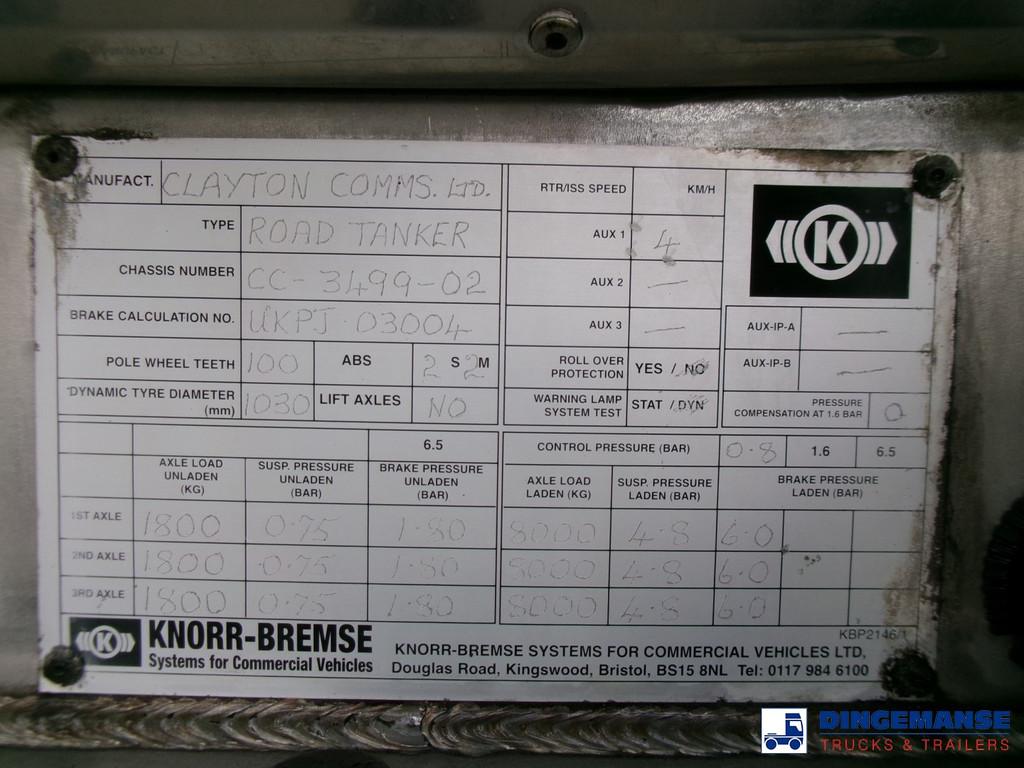 MANUFACT. CLAYTON COMMS. LTD.
TYPE ROAD TANKER
CHASSIS NUMBER CC-3499-02
BRAKE CALCULATION NO. UKPJ 03004
POLE WHEEL TEETH 100 ABS 2 S 2 M
DYNAMIC TYRE DIAMETER (mm) 1030 LIFT AXLES NO
RTR/ISS SPEED KM/H
AUX 1 4
AUX 2 —
AUX 3 —
ROLL OVER PROTECTION YES / NO
WARNING LAMP SYSTEM TEST STAT / DYN
K
AUX-IP-A —
AUX-IP-B —
PRESSURE COMPENSATION AT 1.6 BAR 0
6.5
AXLE LOAD UNLADEN (KG) SUSP. PRESSURE UNLADEN (BAR) BRAKE PRESSURE UNLADEN (BAR)
1ST AXLE 1800 0.75 1.80
2ND AXLE 1800 0.75 1.80
3RD AXLE 1800 0.75 1.80
CONTROL PRESSURE (BAR) 0.8 1.6 6.5
AXLE LOAD LADEN (KG) SUSP. PRESSURE LADEN (BAR) BRAKE PRESSURE LADEN (BAR)
8000 4.8 6.0
8000 4.8 6.0
8000 4.8 6.0
KBP2146/1
K KNORR-BREMSE
Systems for Commercial Vehicles
KNORR-BREMSE SYSTEMS FOR COMMERCIAL VEHICLES LTD,
Douglas Road, Kingswood, Bristol, BS15 8NL Tel: 0117 984 6100
DINGEMANSE
TRUCKS & TRAILERS